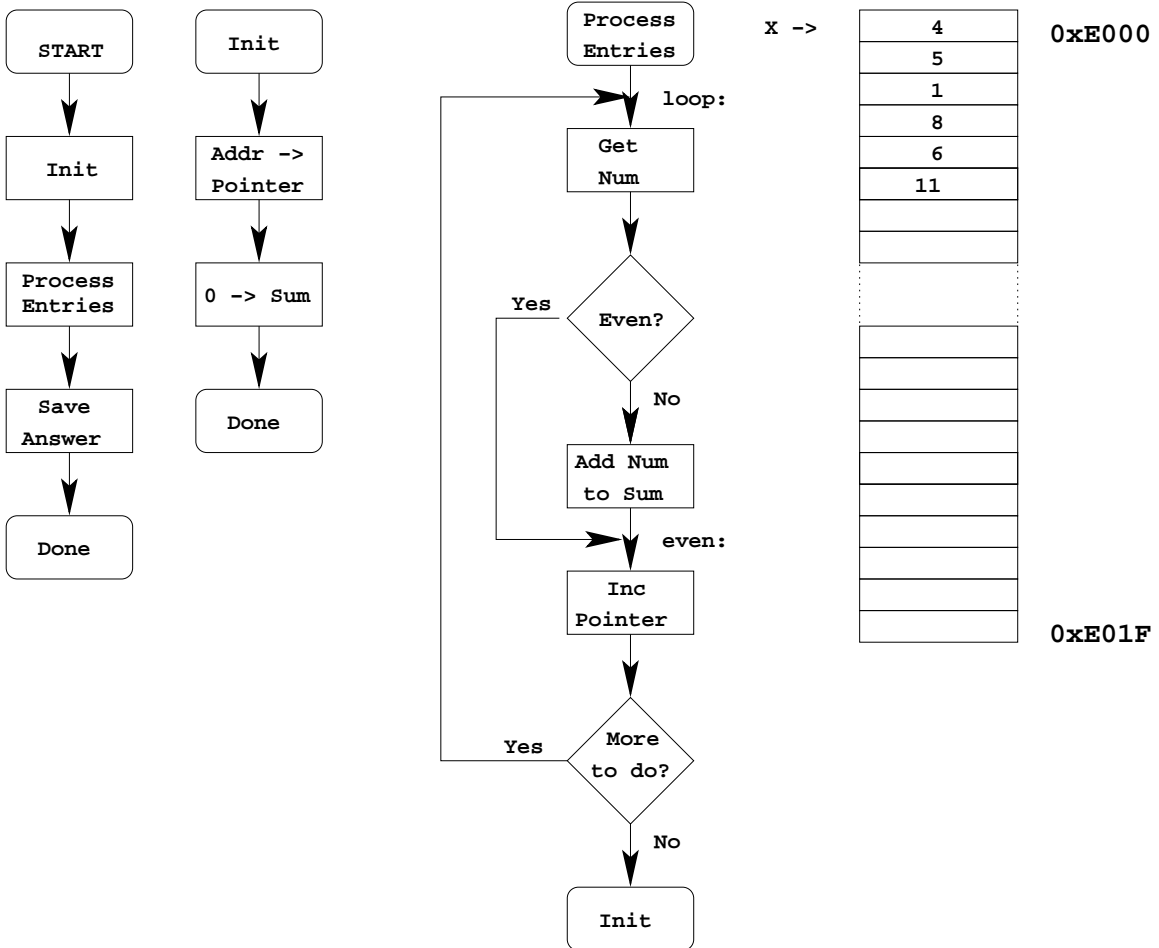 START
Init
Process
Entries
Save
Answer
Done
Init
Addr ->
Pointer
0 -> Sum
Done
Process
Entries
loop:
Get
Num
Even?
Yes
No
Add Num
to Sum
even:
Inc
Pointer
More
to do?
Yes
No
Init
X ->
4
5
1
8
6
11
0xE000
0xE01F